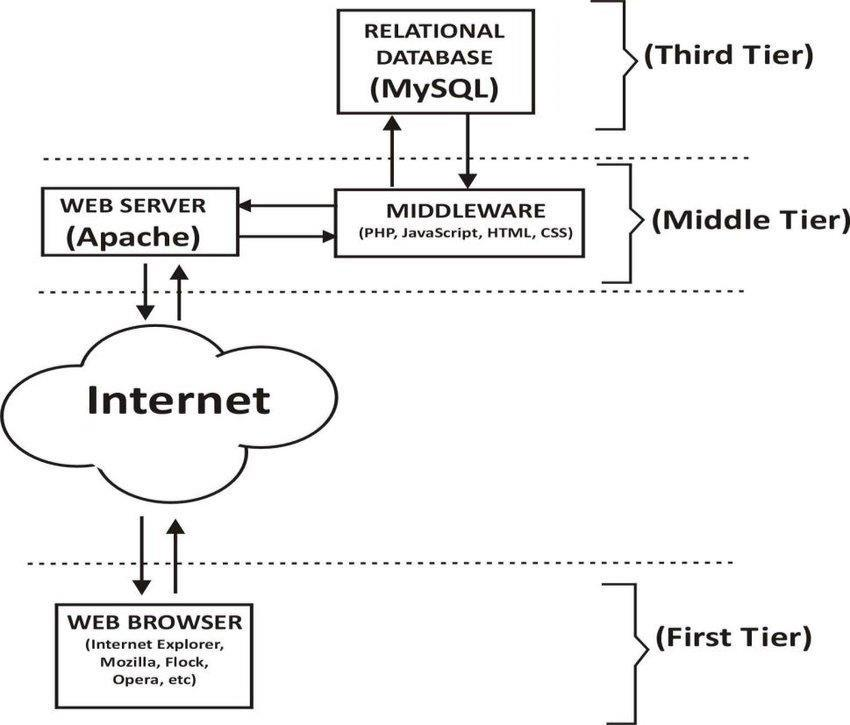 RELATIONAL
DATABASE
(MySQL)
(Third Tier)
WEB SERVER
(Apache)
MIDDLEWARE
(PHP, JavaScript, HTML, CSS)
(Middle Tier)
Internet
WEB BROWSER
(Internet Explorer,
Mozilla, Flock,
Opera, etc)
(First Tier)